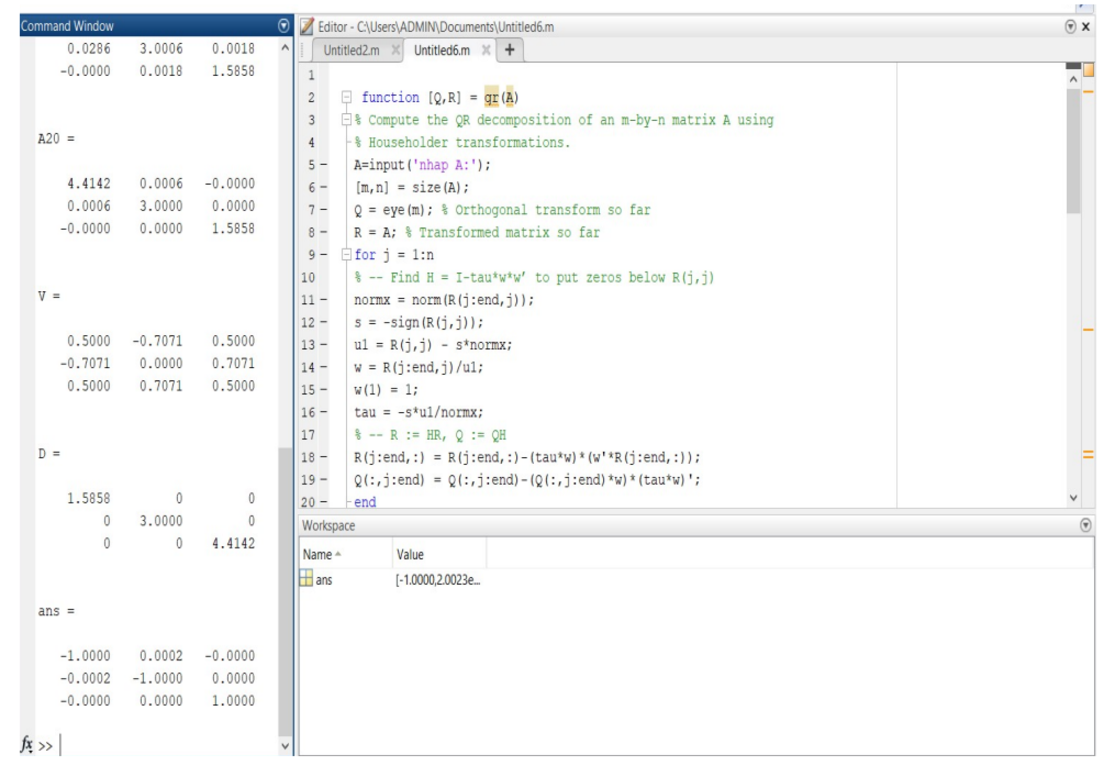 Command Window
0.0286 3.0006 0.0018
-0.0000 0.0018 1.5858
A20 =
4.4142 0.0006 -0.0000
0.0006 3.0000 0.0000
-0.0000 0.0000 1.5858
V =
0.5000 -0.7071 0.5000
-0.7071 0.0000 0.7071
0.5000 0.7071 0.5000
D =
1.5858 0 0
0 3.0000 0
0 0 4.4142
ans =
-1.0000 0.0002 -0.0000
-0.0002 -1.0000 0.0000
-0.0000 0.0000 1.0000
fx >>
Editor - C:\Users\ADMIN\Documents\Untitled6.m
Untitled2.m × Untitled6.m × +
1
2 function [Q,R] = qr(A)
3 % Compute the QR decomposition of an m-by-n matrix A using
4 % Householder transformations.
5 – A=input('nhap A:');
6 – [m,n] = size(A);
7 – Q = eye(m); % Orthogonal transform so far
8 – R = A; % Transformed matrix so far
9 – for j = 1:n
10 % -- Find H = I-tau*w*w’ to put zeros below R(j,j)
11 – normx = norm(R(j:end,j));
12 – s = -sign(R(j,j));
13 – u1 = R(j,j) - s*normx;
14 – w = R(j:end,j)/u1;
15 – w(1) = 1;
16 – tau = -s*u1/normx;
17 % -- R := HR, Q := QH
18 – R(j:end,:) = R(j:end,:)-(tau*w)*(w'*R(j:end,:));
19 – Q(:,j:end) = Q(:,j:end)-(Q(:,j:end)*w)*(tau*w)';
20 – end
Workspace
Name Value
ans [-1.0000,2.0023e...